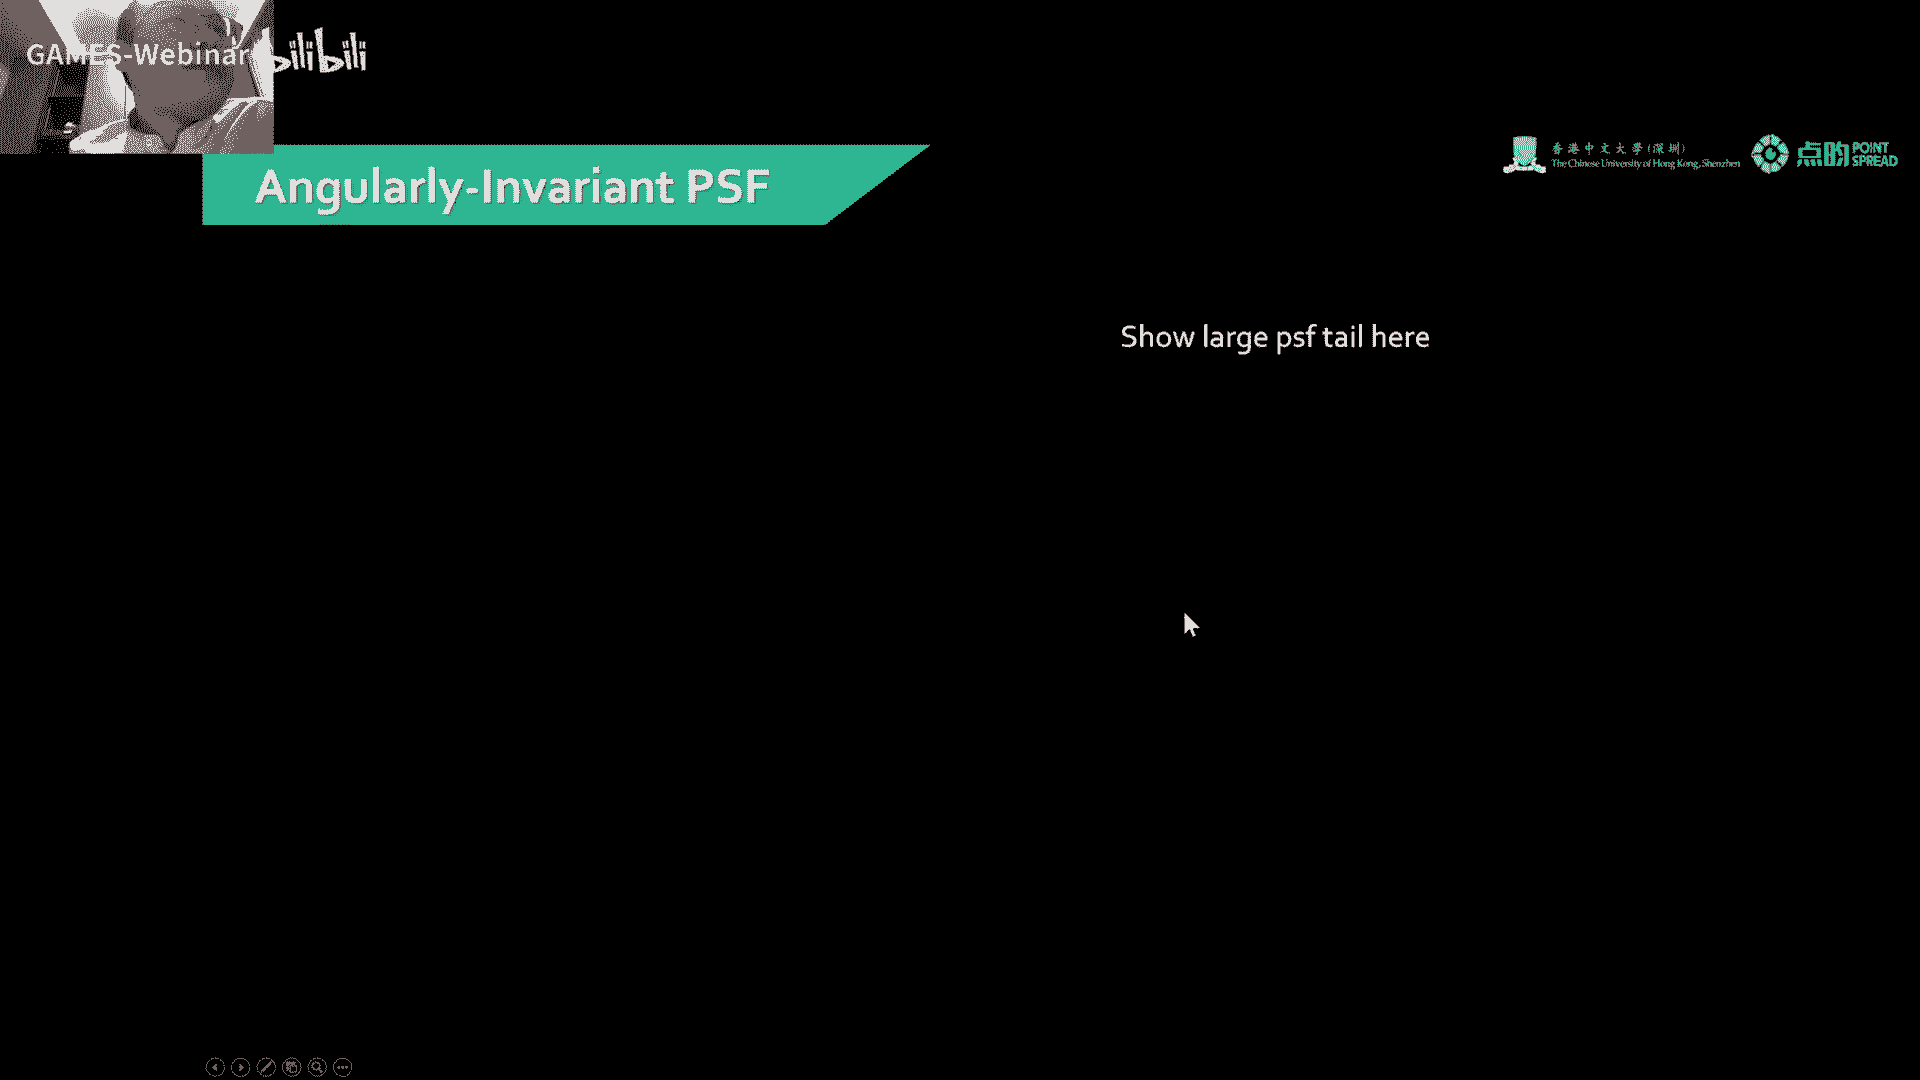 GAMES-Webinar
bilibili
香港中文大學(深圳)
The Chinese University of Hong Kong, Shenzhen
点昀 POINT
SPREAD
Angularly-Invariant PSF
Show large psf tail here